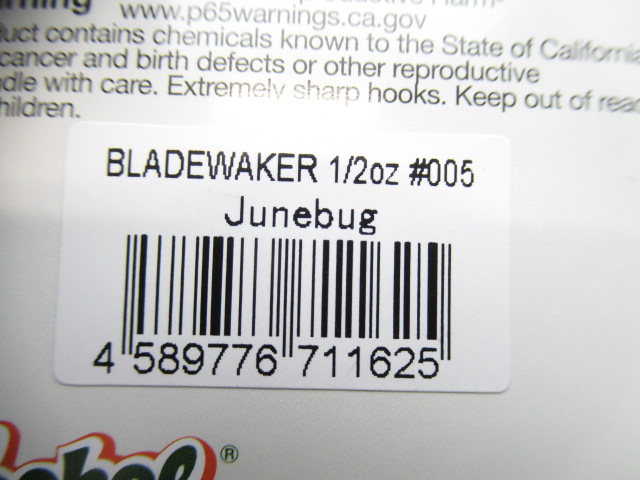 www.p65warnings.ca.gov
contains chemicals known to the State of California
cancer and birth defects or other reproductive
with care. Extremely sharp hooks. Keep out of
BLADEWAKER 1/2oz #005
Junebug
4 589776 711625
®